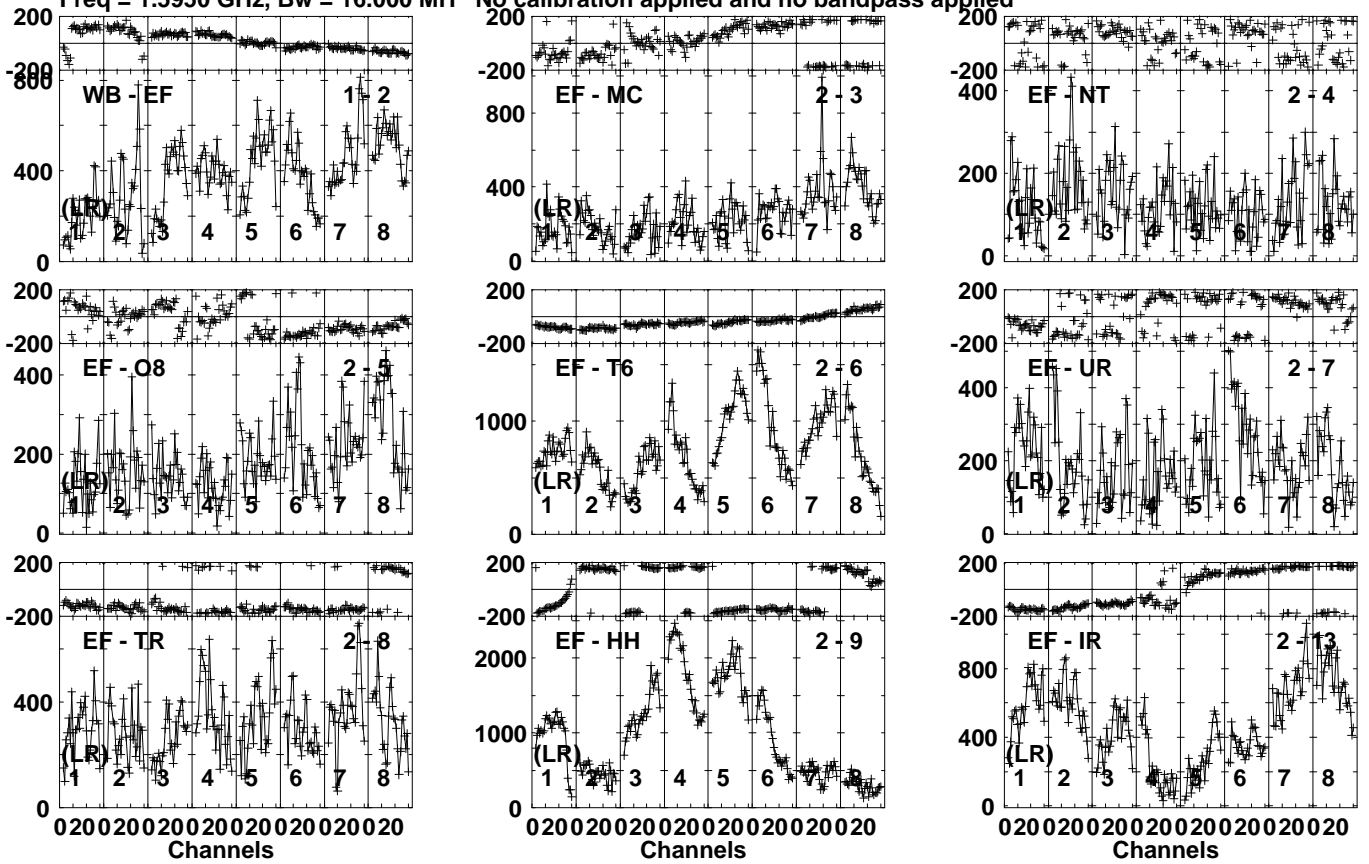 Freq = 1.5950 GHz, Bw = 16.000 MH No calibration applied and no bandpass applied
200 200 200
-200 -200 -200
800
WB - EF 1 - 2 EF - MC 2 - 3 EF - NT 2 - 4
800 400
400 400 200
(LR) (LR) (LR)
1 2 3 4 5 6 7 8 1 2 3 4 5 6 7 8 1 2 3 4 5 6 7 8
0 0 0
200 200 200
-200 -200 -200
EF - O8 2 - 5 EF - T6 2 - 6 EF - UR 2 - 7
400 1000 400
200 200
(LR) (LR) (LR)
1 2 3 4 5 6 7 8 1 2 3 4 5 6 7 8 1 2 3 4 5 6 7 8
0 0 0
200 200 200
-200 -200 -200
EF - TR 2 - 8 EF - HH 2 - 9 EF - IR 2 - 13
400 2000 800
1000 400
(LR) (LR) (LR)
1 2 3 4 5 6 7 8 1 2 3 4 5 6 7 8 1 2 3 4 5 6 7 8
0 0 0
0 20 0 20 0 20 0 20 0 20 0 20 0 20 0 20 0 20 0 20 0 20 0 20 0 20 0 20 0 20 0 20 0 20 0 20 0 20 0 20 0 20 0 20 0 20 0 20
Channels Channels Channels